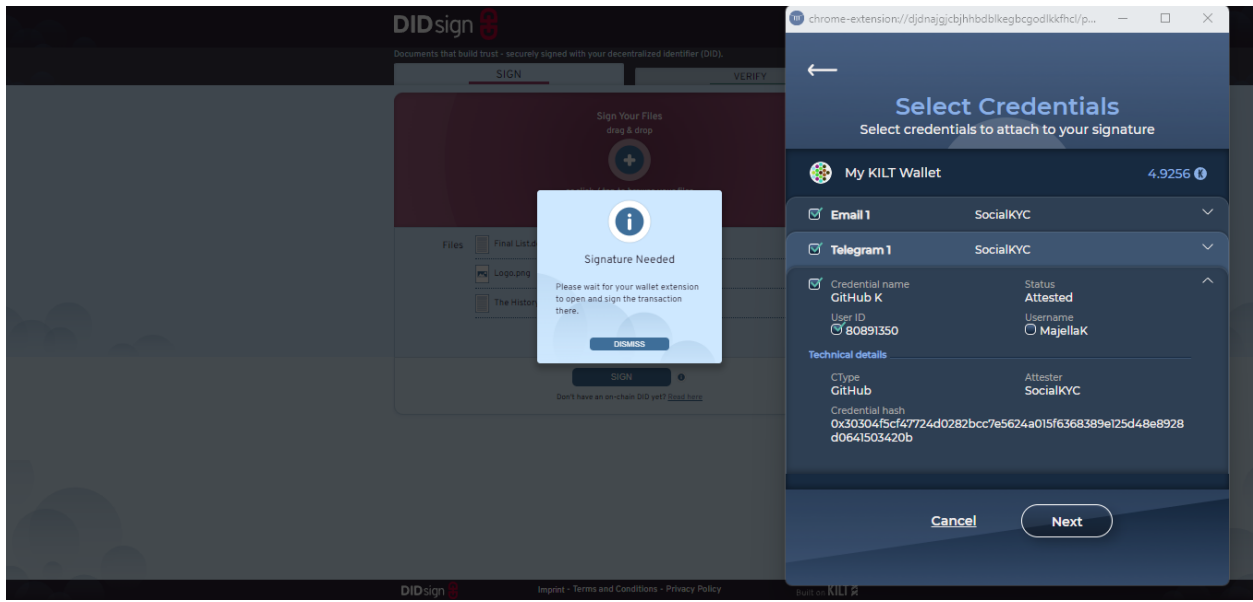 DIDsign
Documents that build trust - securely signed with your decentralized identifier (DID).
SIGN
VERIFY
Sign Your Files
drag & drop
Files
Final List.d
Logo.png
The History
SIGN
Don't have an on-chain DID yet? Read here
i
Signature Needed
Please wait for your wallet extension
to open and sign the transaction
there.
DISMISS
DIDsign
Imprint - Terms and Conditions - Privacy Policy
Built on KILT
chrome-extension://djdnajgjcbjhhbdblkegbcgodlkkfhcl/p...
Select Credentials
Select credentials to attach to your signature
My KILT Wallet 4.9256 K
Email 1 SocialKYC
Telegram 1 SocialKYC
Credential name Status
GitHub K Attested
User ID Username
80891350 MajellaK
Technical details
CType Attester
GitHub SocialKYC
Credential hash
0x30304f5cf47724d0282bcc7e5624a015f6368389e125d48e8928
d0641503420b
Cancel Next